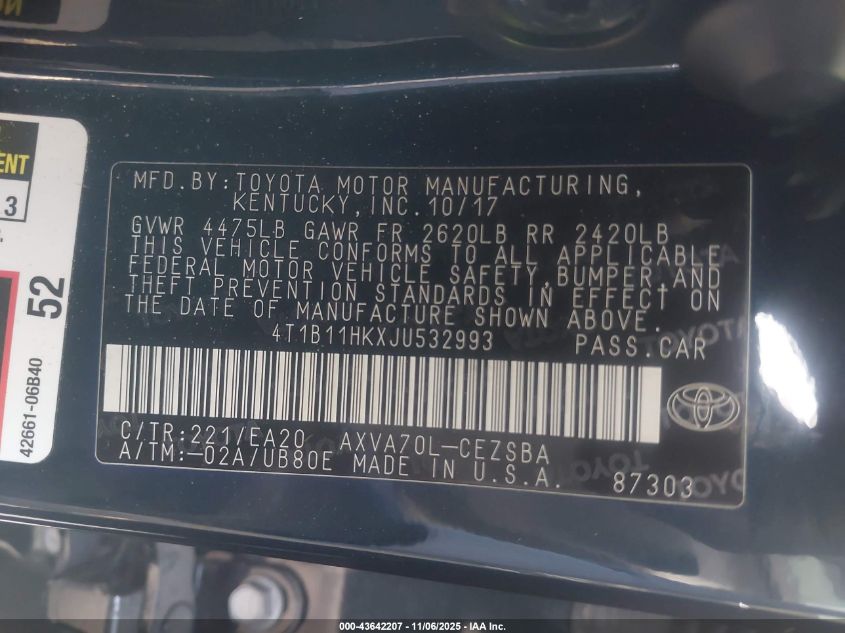 ENT
3
52
42661-06B40
MFD.BY:TOYOTA MOTOR MANUFACTURING,
KENTUCKY,INC.10/17
GVWR 4475LB GAWR FR 2620LB RR 2420LB
THIS VEHICLE CONFORMS TO ALL APPLICABLE
FEDERAL MOTOR VEHICLE SAFETY,BUMPER,AND
THEFT PREVENTION STANDARDS IN EFFECT ON
THE DATE OF MANUFACTURE SHOWN ABOVE.
4T1B11HKXJU532993 PASS.CAR
C/TR:221/EA20 AXVA70L-CEZSBA
A/TM:-02A/UB80E MADE IN U.S.A. 87303
000-43642207 - 11/06/2025 - IAA Inc.